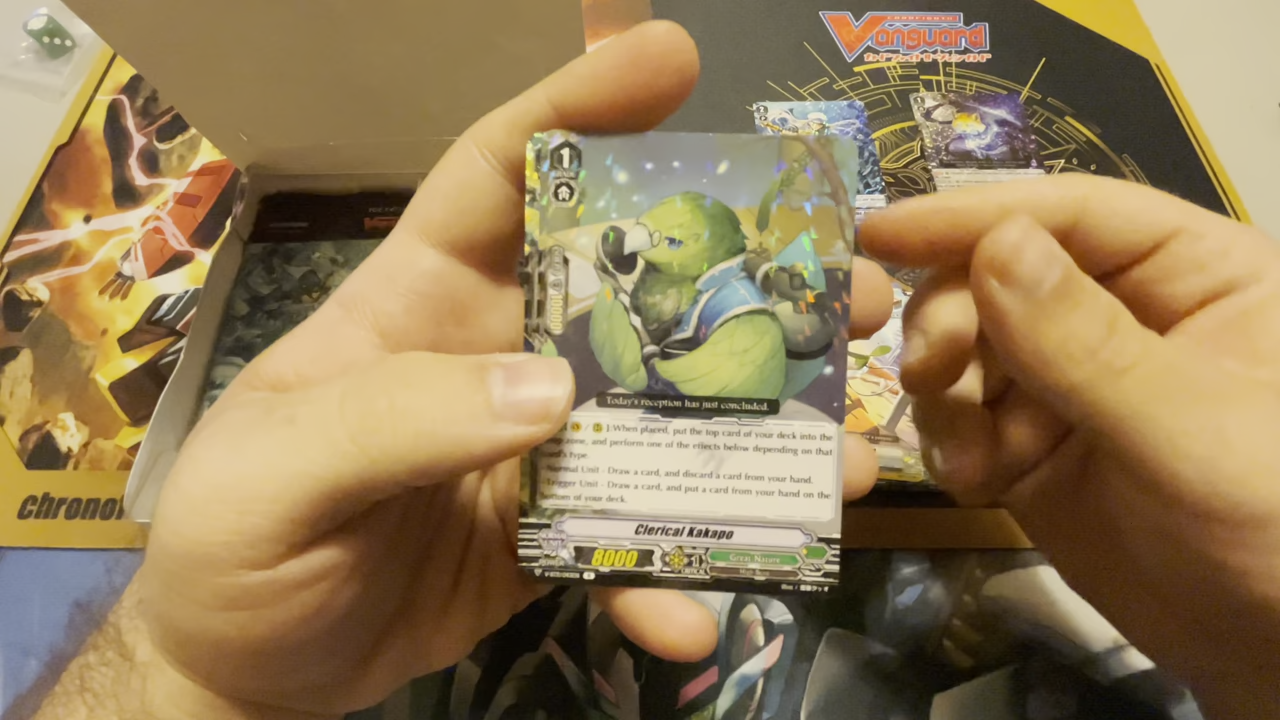 CARDFIGHT!!
Vanguard
1
10000
Today's reception has just concluded.
When placed, put the top card of your deck into the
zone, and perform one of the effects below depending on that
card's type.
Normal Unit - Draw a card, and discard a card from your hand.
Trigger Unit - Draw a card, and put a card from your hand on the
bottom of your deck.
Clerical Kakapo
8000
1
Great Nature
chrono